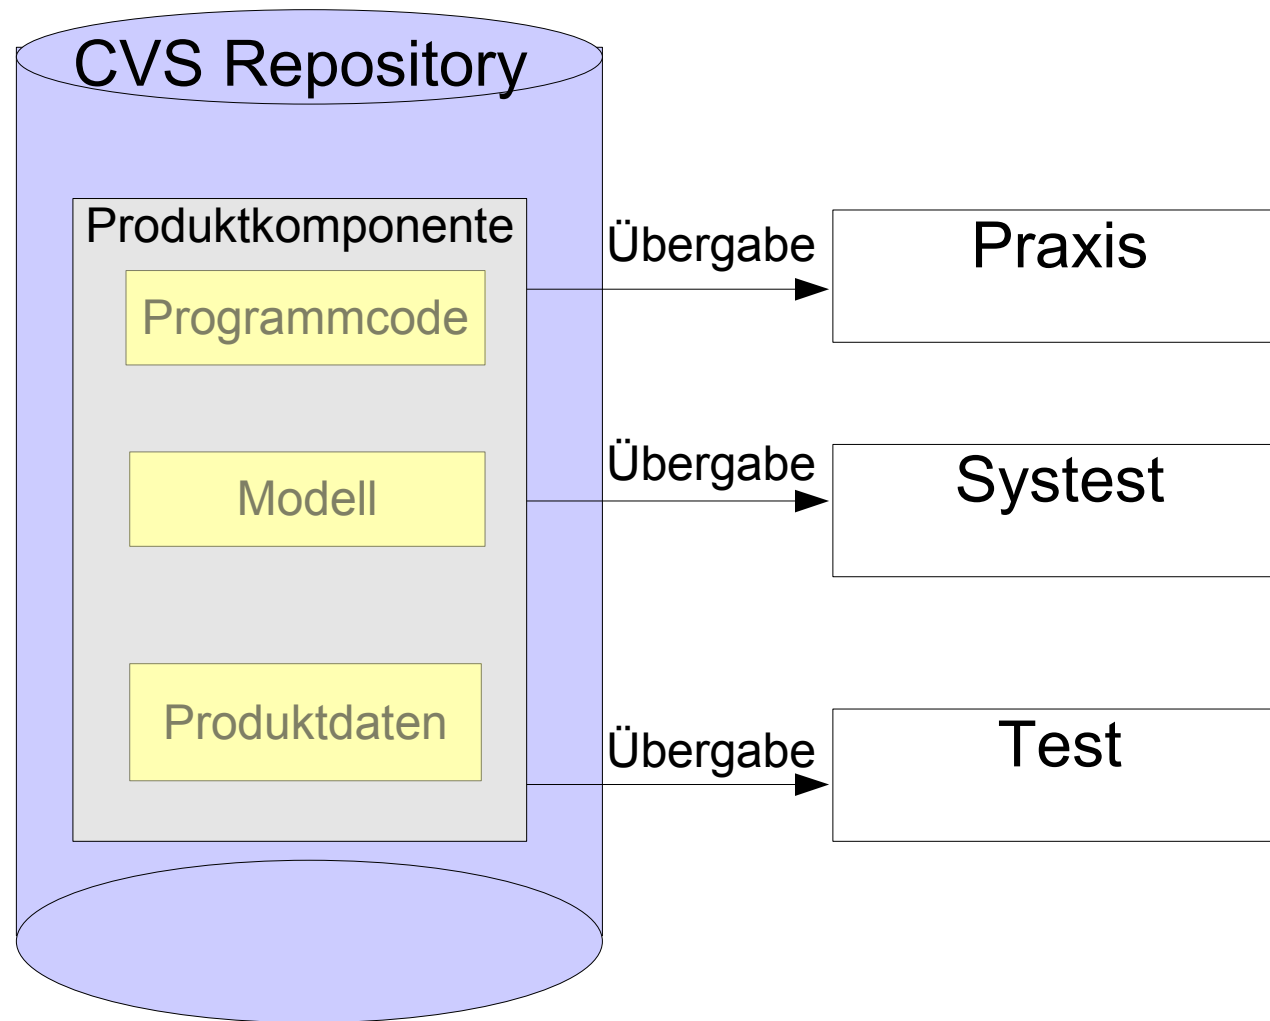 CVS Repository
Produktkomponente
Programmcode
Modell
Produktdaten
Übergabe
Praxis
Übergabe
Systest
Übergabe
Test